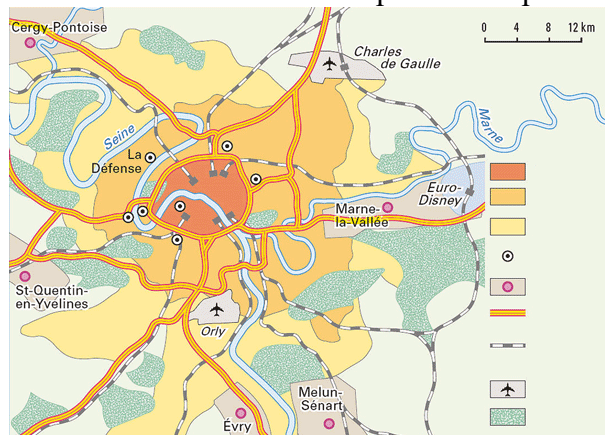 Cergy-Pontoise
Charles
de Gaulle
0 4 8 12 km
Seine
Marne
La
Défense
Euro-
Disney
Marne-
la-Vallée
St-Quentin-
en-Yvélines
Orly
Melun-
Sénart
Évry